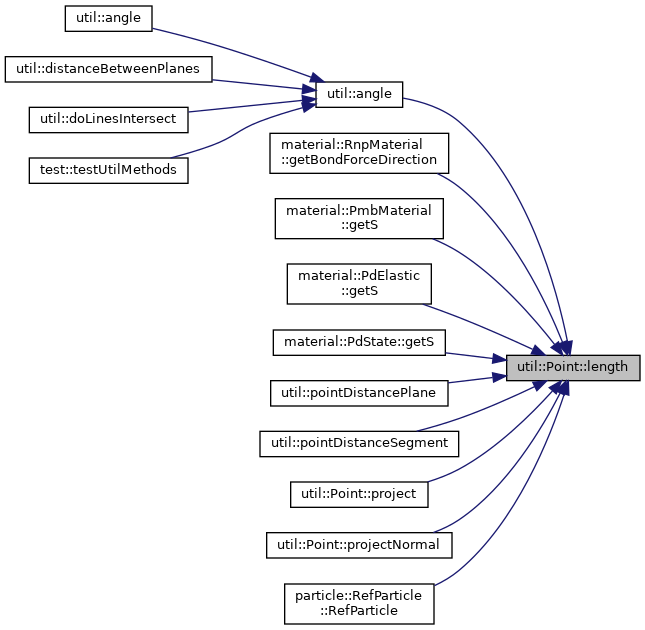 util::angle
util::distanceBetweenPlanes
util::doLinesIntersect
test::testUtilMethods
util::angle
material::RnpMaterial
::getBondForceDirection
material::PmbMaterial
::getS
material::PdElastic
::getS
material::PdState::getS
util::pointDistancePlane
util::pointDistanceSegment
util::Point::project
util::Point::projectNormal
particle::RefParticle
::RefParticle
util::Point::length